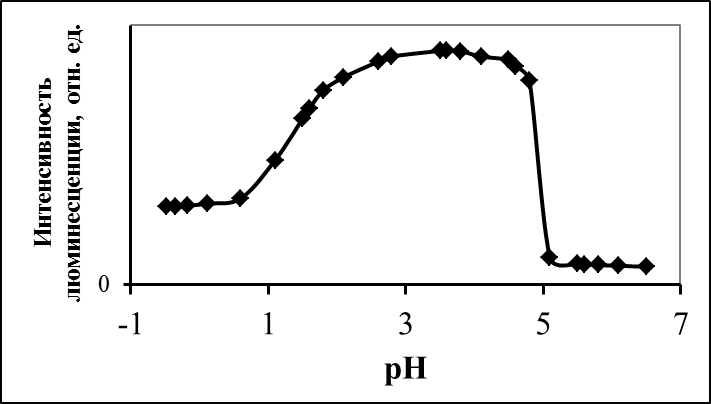 Интенсивность
люминесценции, отн. ед.
0
-1 1 3 5 7
pH